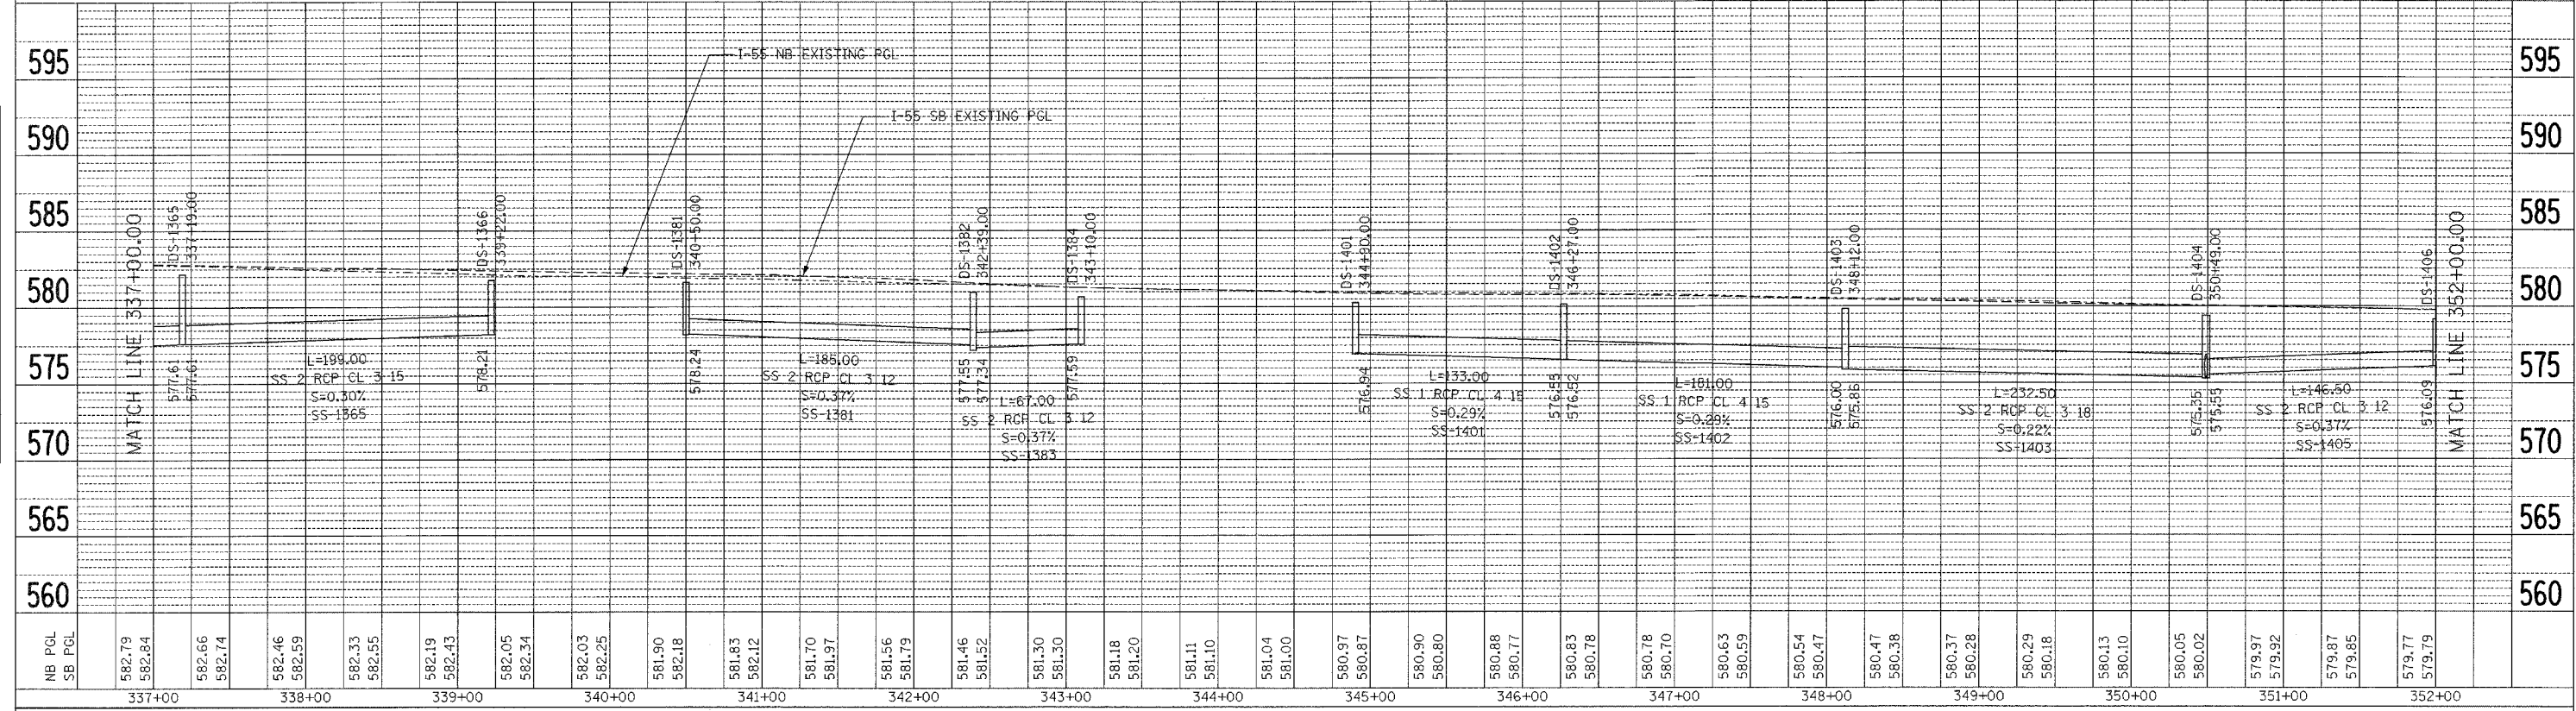 595
590
585
580
575
570
565
560
595
590
585
580
575
570
565
560
I-55 NB EXISTING PGL
I-55 SB EXISTING PGL
MATCH LINE 337+00.00
DS-1365
337+19.00
DS-1366
339+22.00
DS-1381
340+50.00
DS-1382
342+39.00
DS-1384
343+10.00
DS-1401
344+90.00
DS-1402
346+27.00
DS-1403
348+12.00
DS-1404
350+49.00
DS-1406
MATCH LINE 352+00.00
577.61
577.61
L=199.00
SS 2 RCP CL 3 15
S=0.30%
SS-1365
578.21
578.24
L=185.00
SS 2 RCP CL 3 12
S=0.37%
SS-1381
577.55
577.34
L=67.00
SS 2 RCP CL 3 12
S=0.37%
SS-1383
577.59
576.94
L=133.00
SS 1 RCP CL 4 15
S=0.29%
SS-1401
576.55
576.52
L=181.00
SS 1 RCP CL 4 15
S=0.29%
SS-1402
576.00
575.86
L=232.50
SS 2 RCP CL 3 18
S=0.22%
SS-1403
575.35
575.55
L=146.50
SS 2 RCP CL 3 12
S=0.37%
SS-1405
576.09
NB PGL
SB PGL
582.79
582.84
582.66
582.74
582.46
582.59
582.33
582.55
582.19
582.43
582.05
582.34
582.03
582.25
581.90
582.18
581.83
582.12
581.70
581.97
581.56
581.79
581.46
581.52
581.30
581.30
581.18
581.20
581.11
581.10
581.04
581.00
580.97
580.87
580.90
580.80
580.88
580.77
580.83
580.78
580.78
580.70
580.63
580.59
580.54
580.47
580.47
580.38
580.37
580.28
580.29
580.18
580.13
580.10
580.05
580.02
579.97
579.92
579.87
579.85
579.77
579.79
337+00
338+00
339+00
340+00
341+00
342+00
343+00
344+00
345+00
346+00
347+00
348+00
349+00
350+00
351+00
352+00